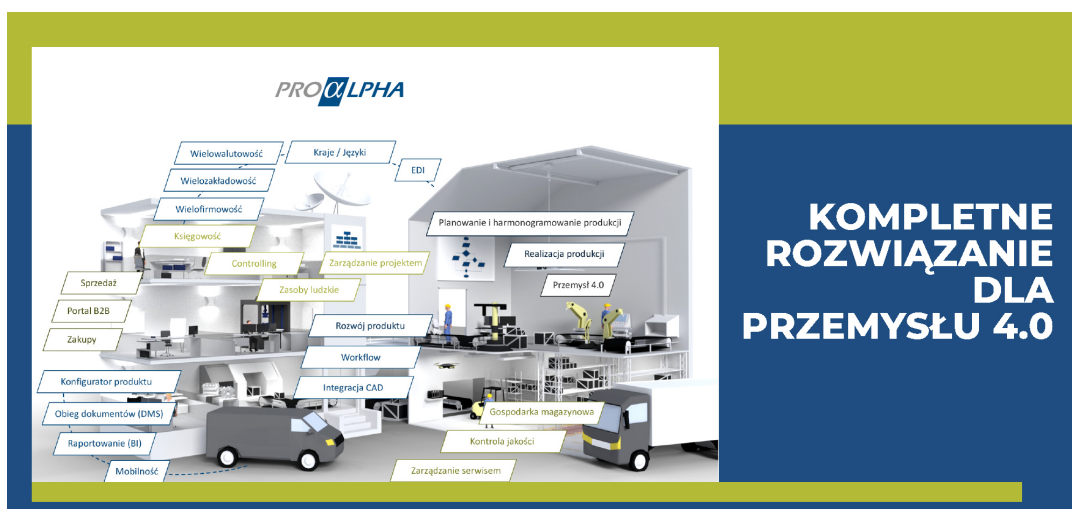 PROαLPHA
Wielowalutowość
Kraje / Języki
EDI
Wielozakładowość
Wielofirmowość
Księgowość
Controlling
Zarządzanie projektem
Zasoby ludzkie
Planowanie i harmonogramowanie produkcji
Realizacja produkcji
Przemysł 4.0
Sprzedaż
Portal B2B
Zakupy
Rozwój produktu
Workflow
Integracja CAD
Konfigurator produktu
Obieg dokumentów (DMS)
Raportowanie (BI)
Mobilność
Gospodarka magazynowa
Kontrola jakości
Zarządzanie serwisem
KOMPLETNE
ROZWIĄZANIE
DLA
PRZEMYSŁU 4.0